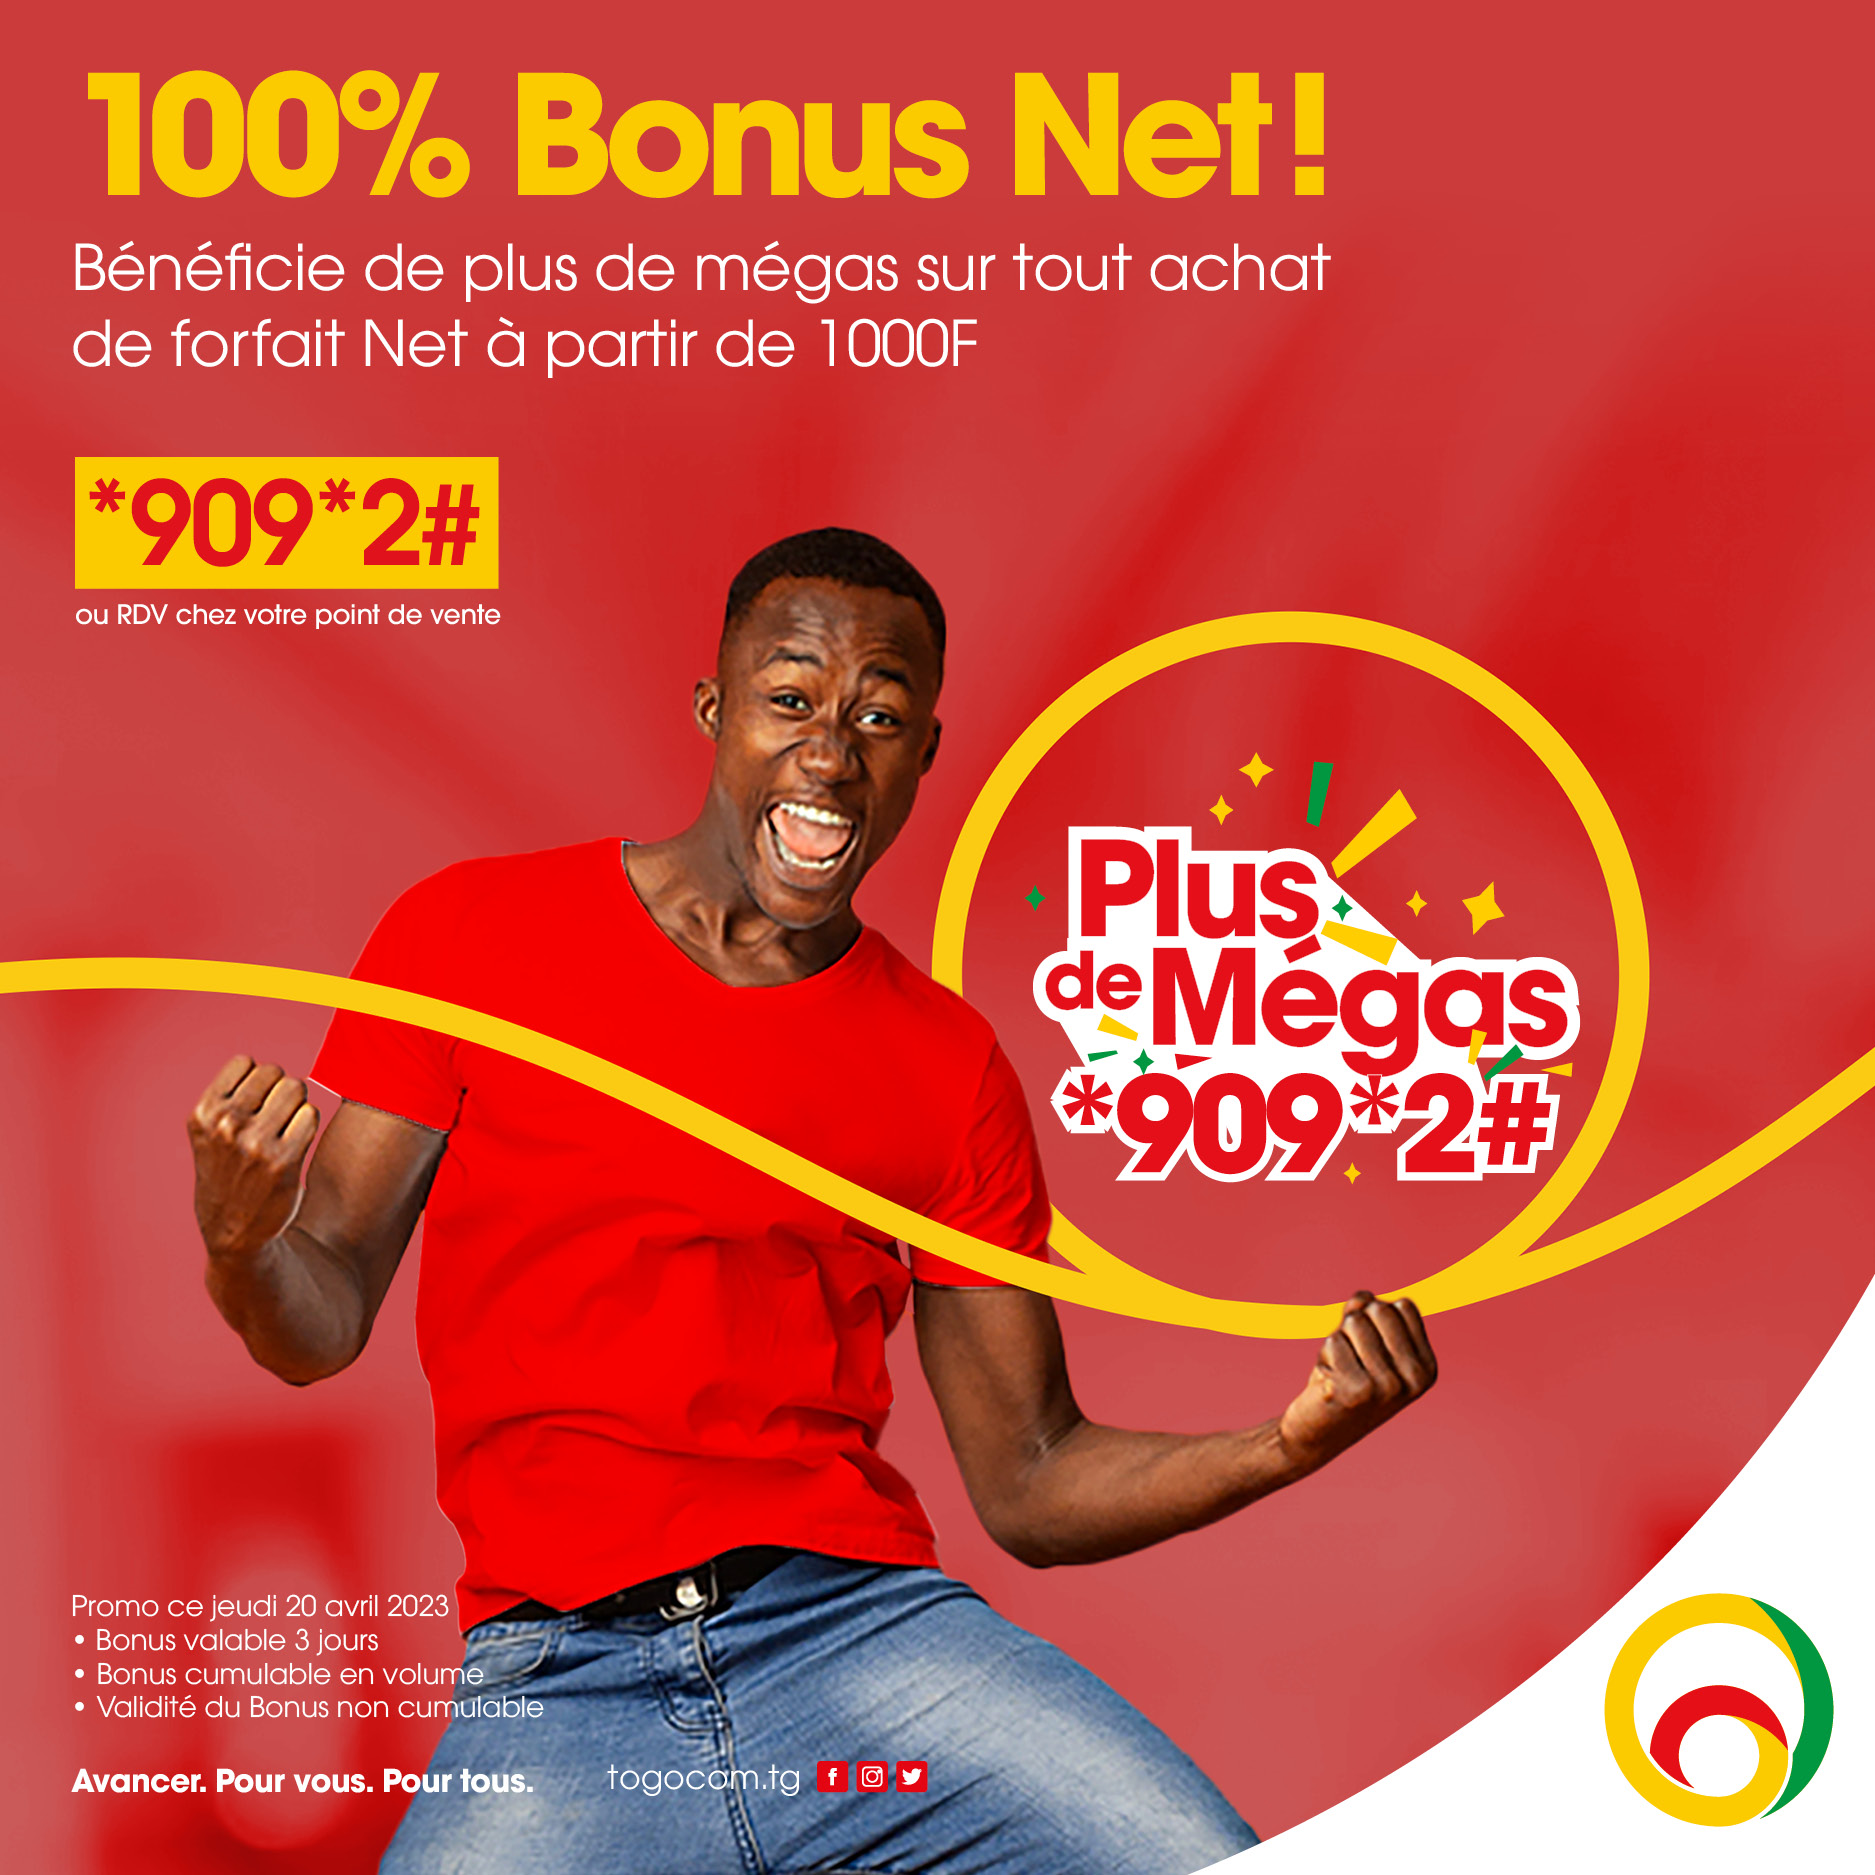 100% Bonus Net!
Bénéficie de plus de mégas sur tout achat
de forfait Net à partir de 1000F
*909*2#
ou RDV chez votre point de vente
Plus
de Mégas
*909*2#
Promo ce jeudi 20 avril 2023
• Bonus valable 3 jours
• Bonus cumulable en volume
• Validité du Bonus non cumulable
Avancer. Pour vous. Pour tous.
togocom.tg